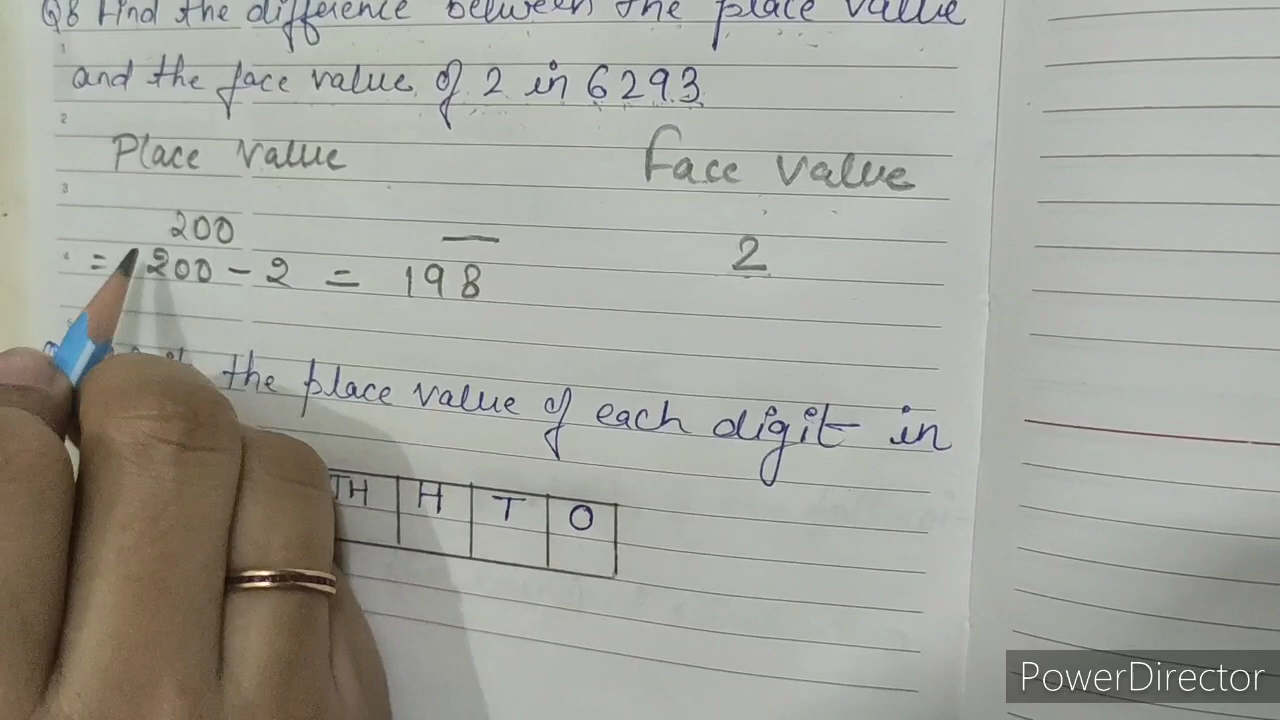 Q8 Find the difference between the place value
and the face value of 2 in 6293
Place Value Face Value
200 — 2
= 200 - 2 = 198
the place value of each digit in
TH H T O
PowerDirector